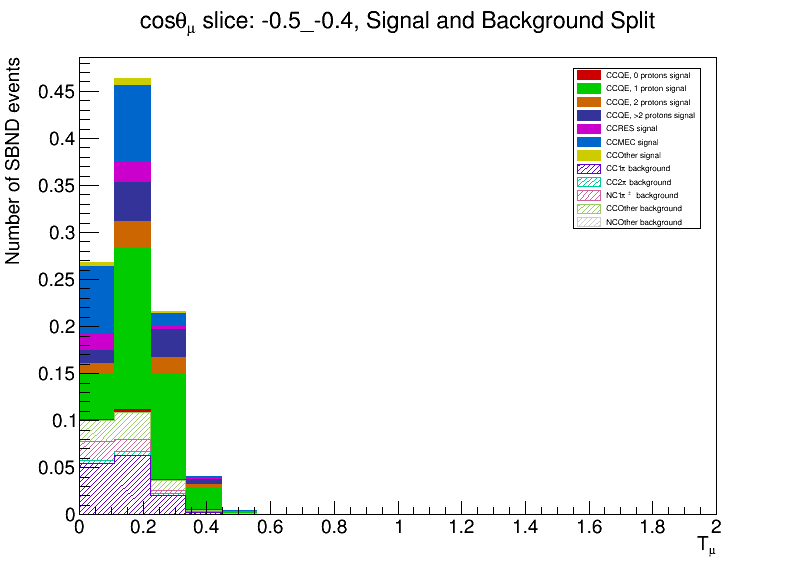 cosθμ slice: -0.5_-0.4, Signal and Background Split
Number of SBND events
0.45
0.4
0.35
0.3
0.25
0.2
0.15
0.1
0.05
0
CCQE, 0 protons signal
CCQE, 1 proton signal
CCQE, 2 protons signal
CCQE, >2 protons signal
CCRES signal
CCMEC signal
CCOther signal
CC1π background
CC2π background
NC1π ± background
CCOther background
NCOther background
0 0.2 0.4 0.6 0.8 1 1.2 1.4 1.6 1.8 2
Tμ